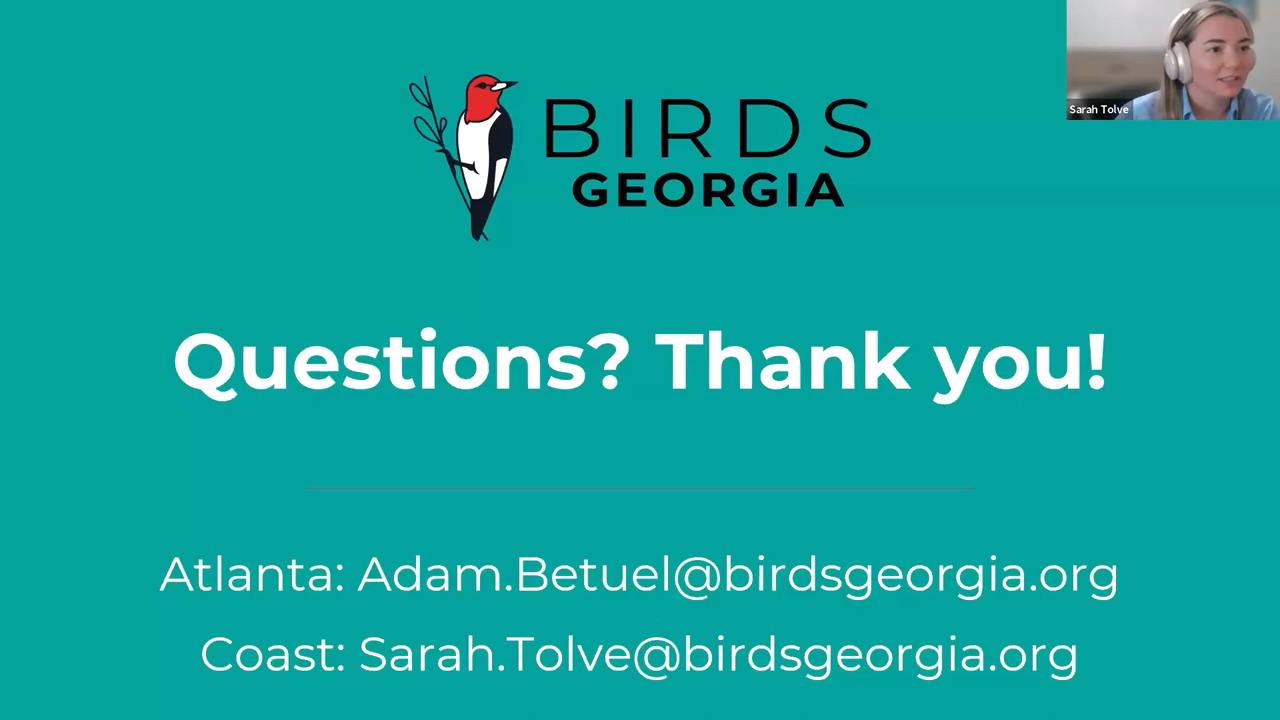 Sarah Tolve
BIRDS
GEORGIA
Questions? Thank you!
Atlanta: Adam.Betuel@birdsgeorgia.org
Coast: Sarah.Tolve@birdsgeorgia.org